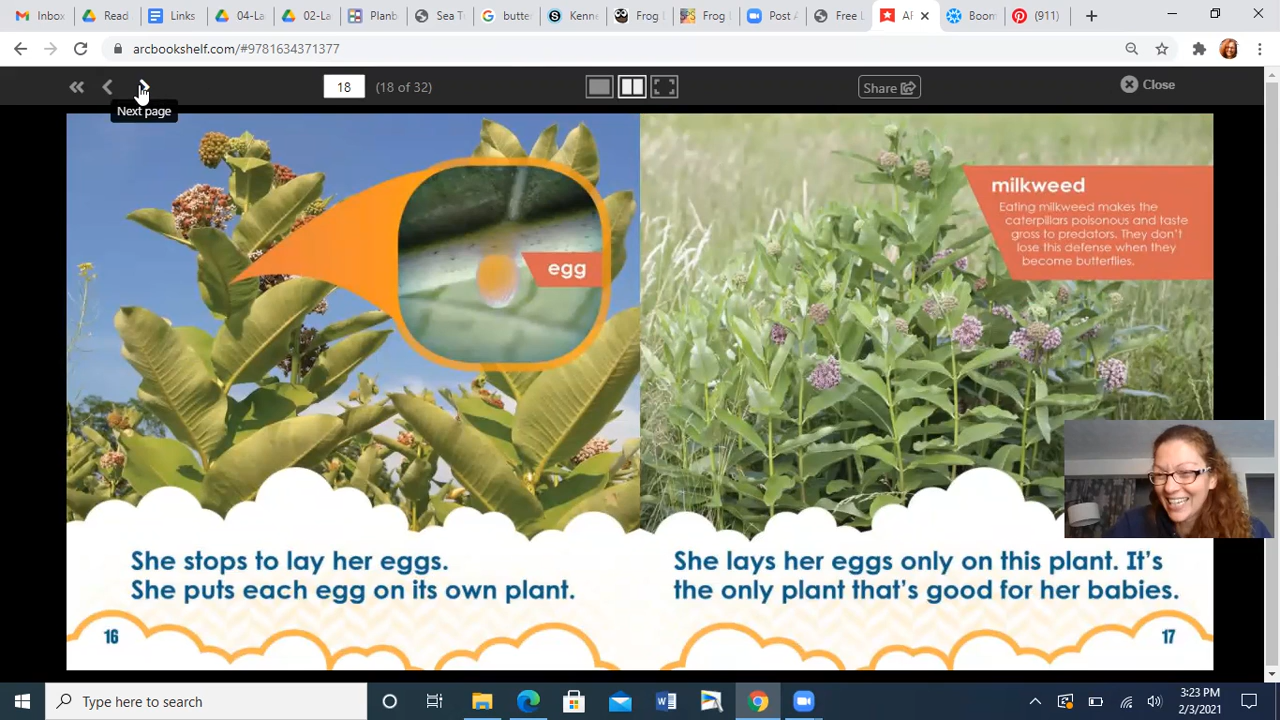 Inbox
Read
Links
04-La
02-La
Planb
Sea T
butte
Kenne
Frog
Frog
Post
Free L
AF
Boom
(911)
arcbookshelf.com/#9781634371377
18 (18 of 32)
Share
Close
Next page
egg
milkweed
Eating milkweed makes the
caterpillars poisonous and taste
gross to predators. They don't
lose this defense when they
become butterflies.
She stops to lay her eggs.
She puts each egg on its own plant.
16
She lays her eggs only on this plant. It's
the only plant that's good for her babies.
17
Type here to search
3:23 PM
2/3/2021